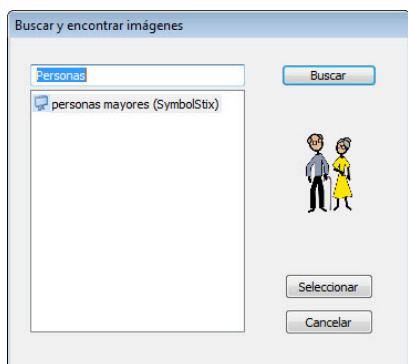 Buscar y encontrar imágenes
Personas
Buscar
personas mayores (SymbolStix)
Seleccionar
Cancelar